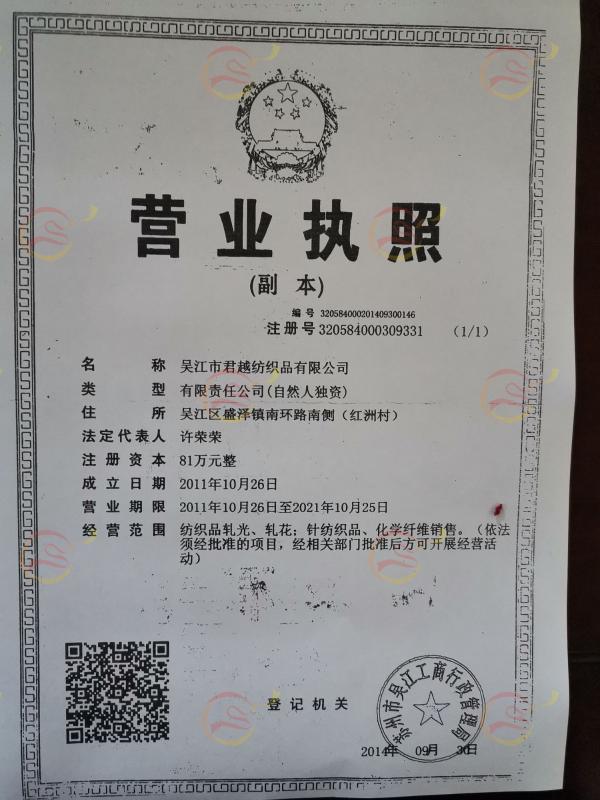 营业执照
(副 本)
编 号 320584000201409300146
注册号 320584000309331 (1/1)
名 称 吴江市君越纺织品有限公司
类 型 有限责任公司(自然人独资)
住 所 吴江区盛泽镇南环路南侧（红洲村）
法定代表人 许荣荣
注册资本 81万元整
成立日期 2011年10月26日
营业期限 2011年10月26日至2021年10月25日
经营范围 纺织品轧光、轧花；针纺织品、化学纤维销售。（依法
须经批准的项目，经相关部门批准后方可开展经营活
动）
登记机关
苏州市吴江工商行政管理局
2014年 09月 30日